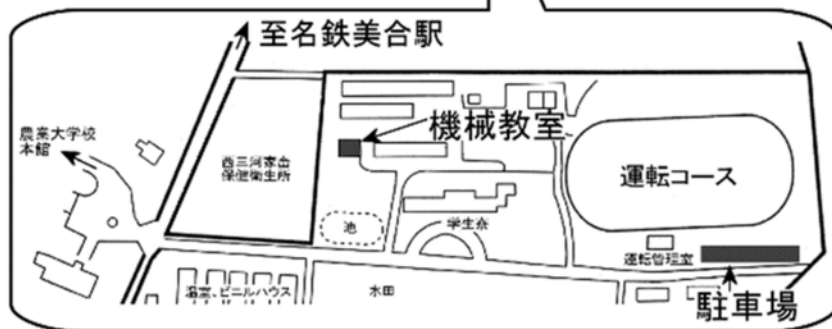 至名鉄美合駅
農業大学校
本館
機械教室
西三河家畜
保健衛生所
運転コース
池
学生寮
運転管理室
温室、ビニルハウス
水田
駐車場